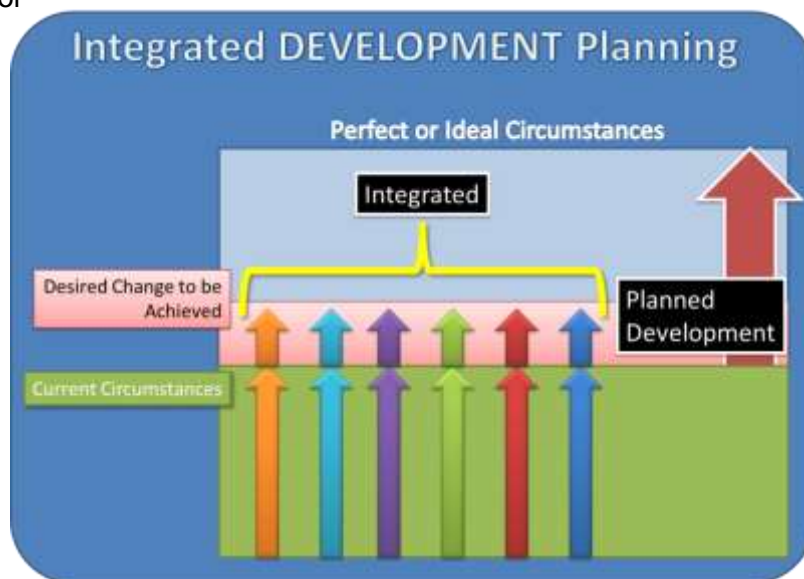 Integrated DEVELOPMENT Planning
Perfect or Ideal Circumstances
Integrated
Desired Change to be
Achieved
Planned
Development
Current Circumstances